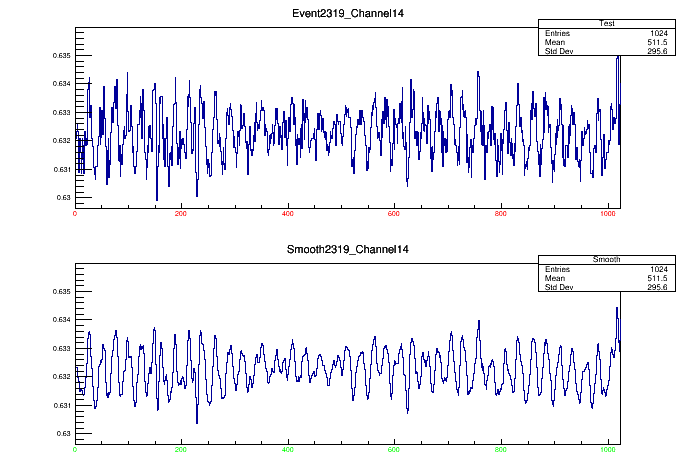 Event2319_Channel14
Test
Entries 1024
Mean 511.5
Std Dev 295.6
0.635
0.634
0.633
0.632
0.631
0.63
0 200 400 600 800 1000
Smooth2319_Channel14
Smooth
Entries 1024
Mean 511.5
Std Dev 295.6
0.635
0.634
0.633
0.632
0.631
0.63
0 200 400 600 800 1000